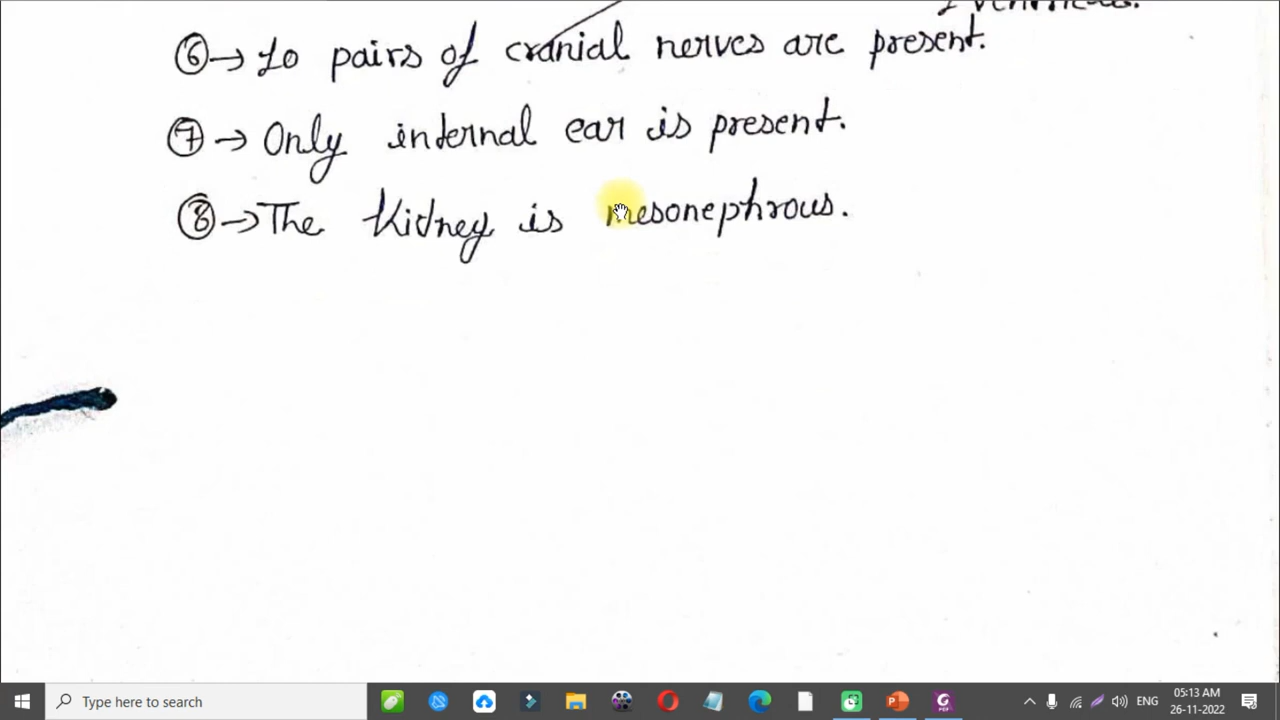 ⑥→ 10 pairs of cranial nerves are present.
⑦→ Only internal ear is present.
⑧→ The Kidney is mesonephrous.
Type here to search
ENG
05:13 AM
26-11-2022